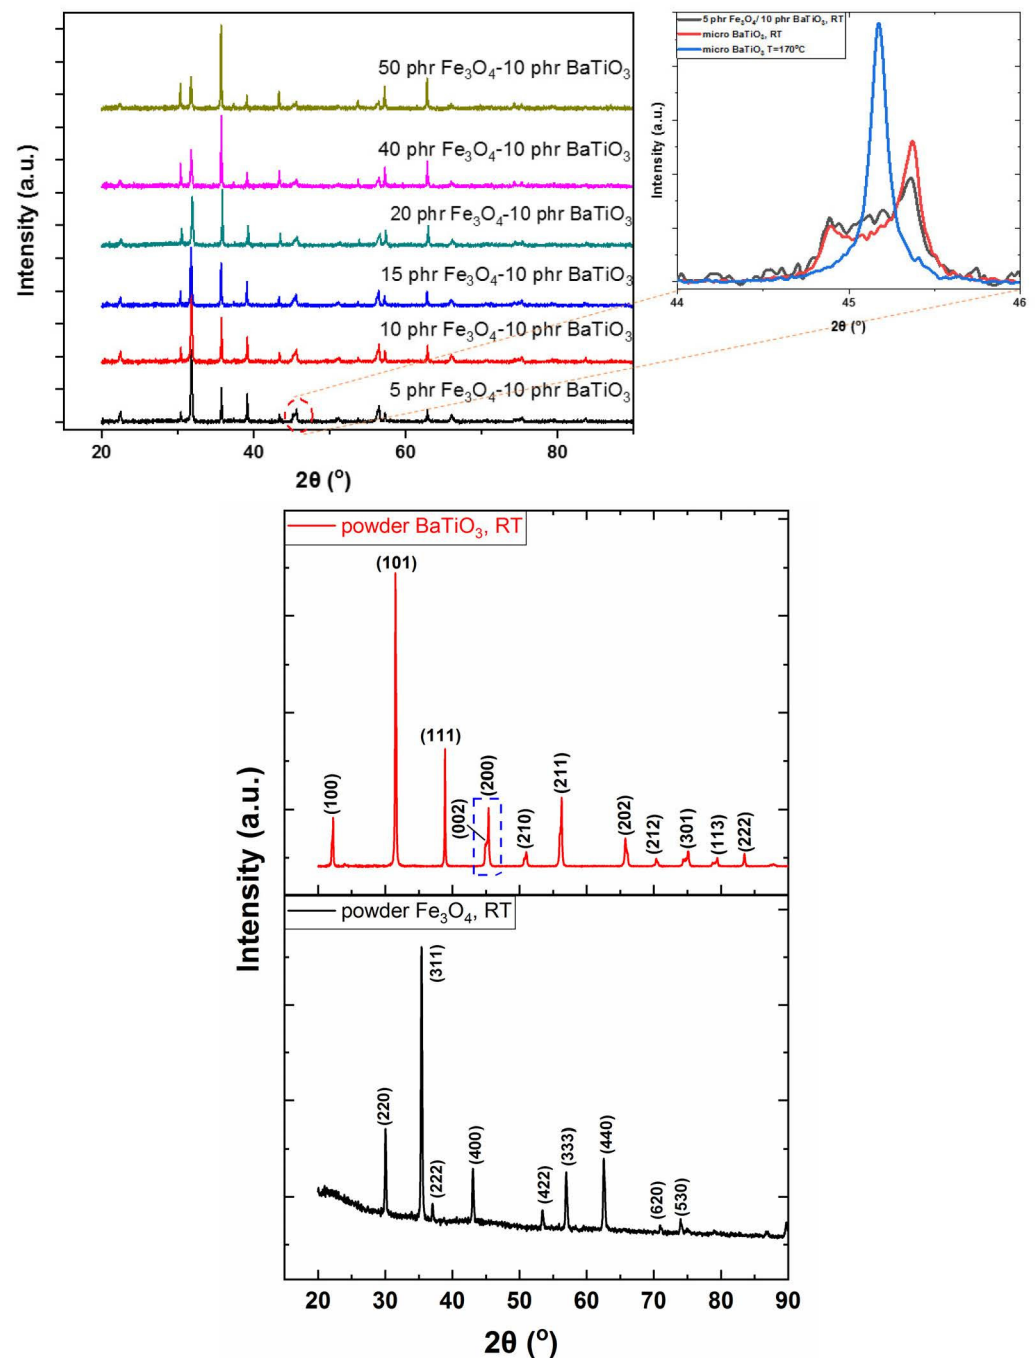 50 phr Fe₃O₄-10 phr BaTiO₃
40 phr Fe₃O₄-10 phr BaTiO₃
20 phr Fe₃O₄-10 phr BaTiO₃
15 phr Fe₃O₄-10 phr BaTiO₃
10 phr Fe₃O₄-10 phr BaTiO₃
5 phr Fe₃O₄-10 phr BaTiO₃
Intensity (a.u.)
20 40 60 80
2θ (°)
5 phr Fe₃O₄/ 10 phr BaTiO₃, RT
micro BaTiO₃, RT
micro BaTiO₃ T=170°C
Intensity (a.u.)
44 45 46
2θ (°)
powder BaTiO₃, RT
(100)
(101)
(111)
(002)
(200)
(210)
(211)
(202)
(212)
(301)
(113)
(222)
Intensity (a.u.)
powder Fe₃O₄, RT
(220)
(311)
(222)
(400)
(422)
(333)
(440)
(620)
(530)
20 30 40 50 60 70 80 90
2θ (°)